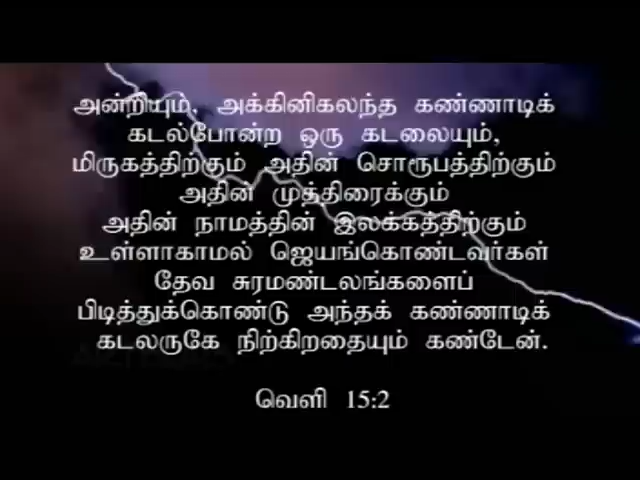 அன்றியும், அக்கினிகலந்த கண்ணாடிக்
கடல்போன்ற ஒரு கடலையும்,
மிருகத்திற்கும் அதின் சொரூபத்திற்கும்
அதின் முத்திரைக்கும்
அதின் நாமத்தின் இலக்கத்திற்கும்
உள்ளாகாமல் ஜெயங்கொண்டவர்கள்
தேவ சுரமண்டலங்களைப்
பிடித்துக்கொண்டு அந்தக் கண்ணாடிக்
கடலருகே நிற்கிறதையும் கண்டேன்.
வெளி 15:2